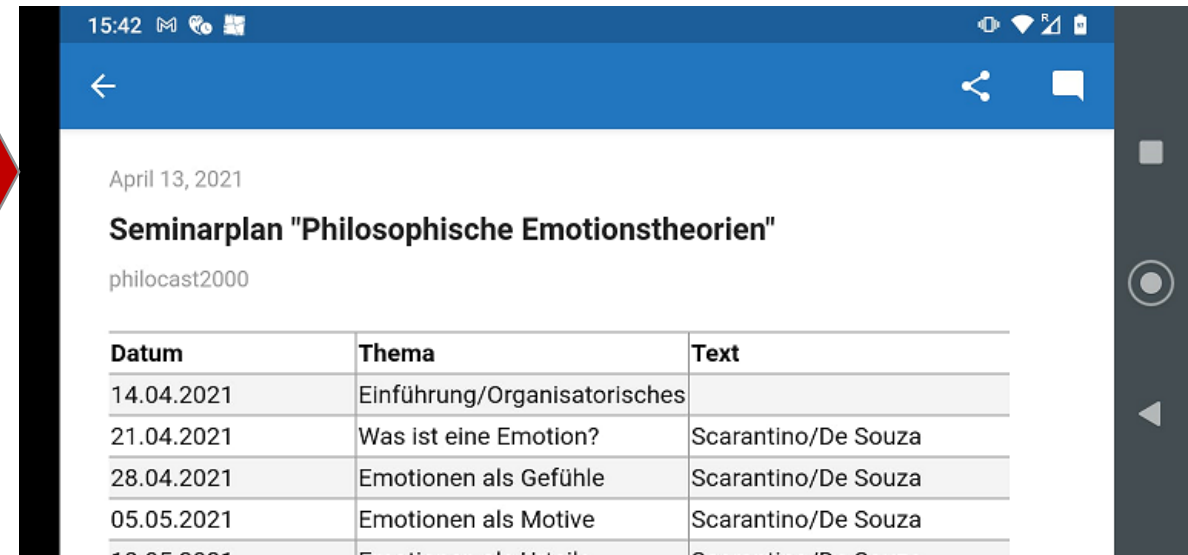 15:42
April 13, 2021
Seminarplan "Philosophische Emotionstheorien"
philocast2000
Datum Thema Text
14.04.2021 Einführung/Organisatorisches
21.04.2021 Was ist eine Emotion? Scarantino/De Souza
28.04.2021 Emotionen als Gefühle Scarantino/De Souza
05.05.2021 Emotionen als Motive Scarantino/De Souza